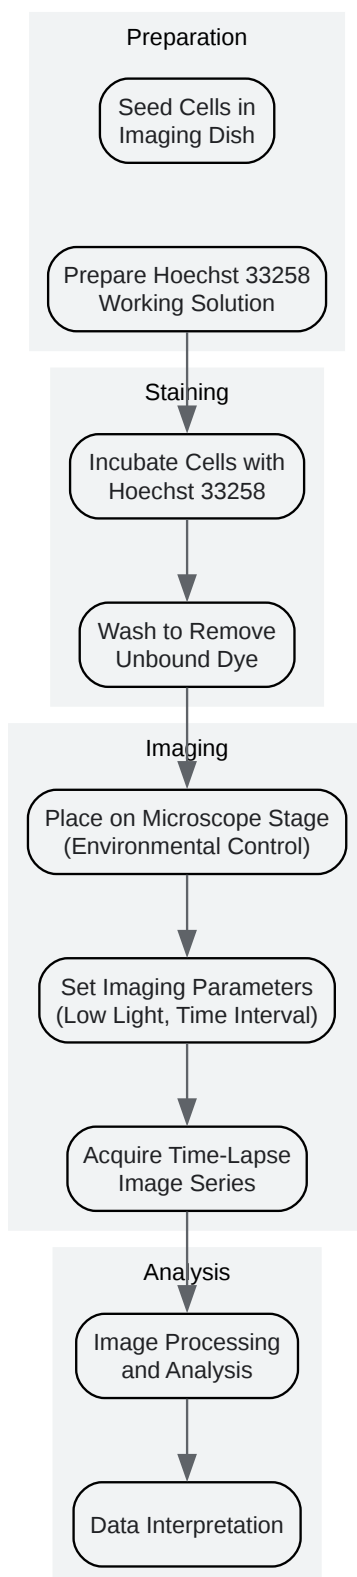 Preparation
Seed Cells in
Imaging Dish
Prepare Hoechst 33258
Working Solution
Staining
Incubate Cells with
Hoechst 33258
Wash to Remove
Unbound Dye
Imaging
Place on Microscope Stage
(Environmental Control)
Set Imaging Parameters
(Low Light, Time Interval)
Acquire Time-Lapse
Image Series
Analysis
Image Processing
and Analysis
Data Interpretation